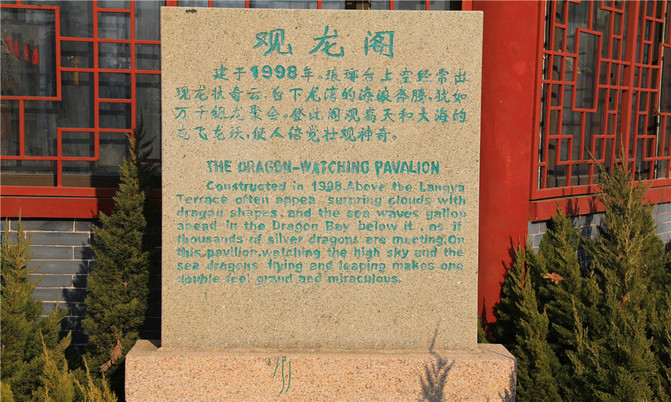 观龙阁
建于1998年。琅琊台上空经常出
现龙状奇云,台下龙湾的海浪奔腾,犹如
万千银龙聚会。登此阁观看天和大海的
龙飞龙跃,使人倍觉壮观神奇。
THE DRAGON-WATCHING PAVALION
Constructed in 1998.Above the Langya
Terrace often appea surpring clouds with
dragon shapes, and the sea waves gallop
ahead in the Dragon Bay below it, as if
thousands of silver dragons are meeting.On
this pavilion,watching the high sky and the
sea dragons flying and leaping makes one
double feel grand and miraculous.